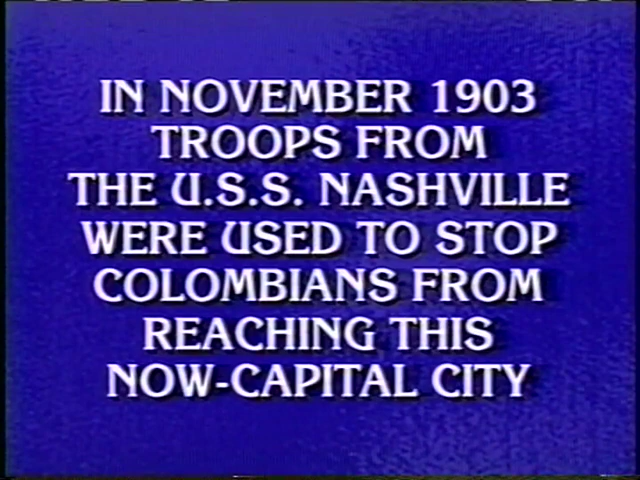 IN NOVEMBER 1903
TROOPS FROM
THE U.S.S. NASHVILLE
WERE USED TO STOP
COLOMBIANS FROM
REACHING THIS
NOW-CAPITAL CITY